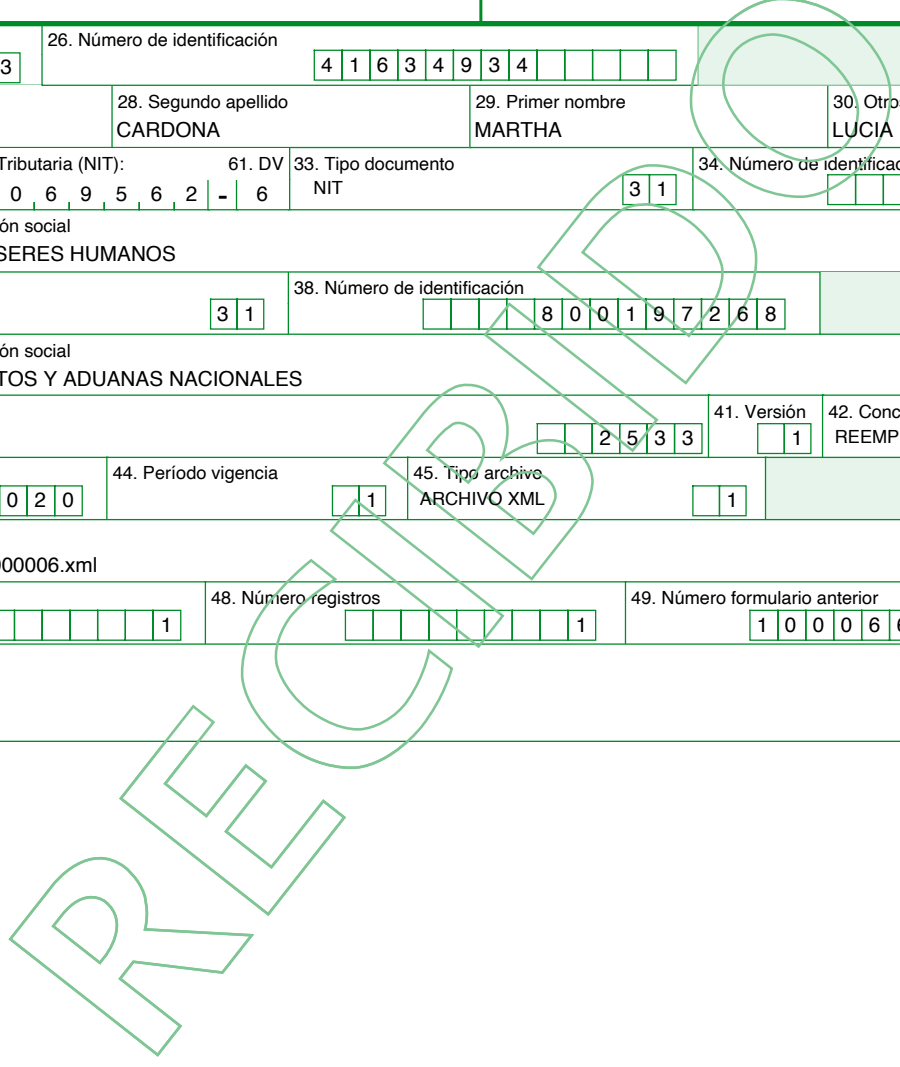 26. Número de identificación
3 4 1 6 3 4 9 3 4
28. Segundo apellido 29. Primer nombre 30. Otros
CARDONA MARTHA LUCIA
Tributaria (NIT): 61. DV 33. Tipo documento 34. Número de identificac
0 6 9 5 6 2 - 6 NIT 3 1
ón social
SERES HUMANOS
38. Número de identificación
3 1 8 0 0 1 9 7 2 6 8
ón social
TOS Y ADUANAS NACIONALES
41. Versión 42. Conc
2 5 3 3 1 REEMP
44. Período vigencia 45. Tipo archivo
0 2 0 1 ARCHIVO XML 1
000006.xml
48. Número registros 49. Número formulario anterior
1 1 1 0 0 0 6 6
RECIBIDO